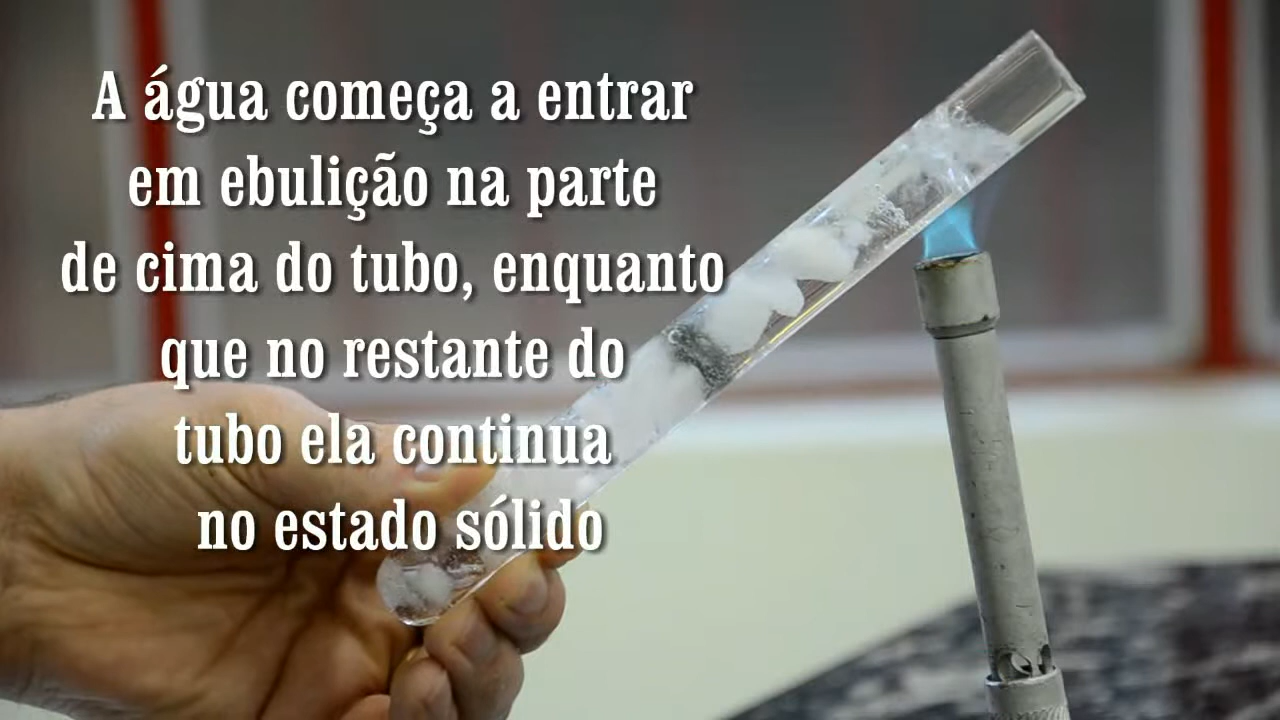 A água começa a entrar
em ebulição na parte
de cima do tubo, enquanto
que no restante do
tubo ela continua
no estado sólido